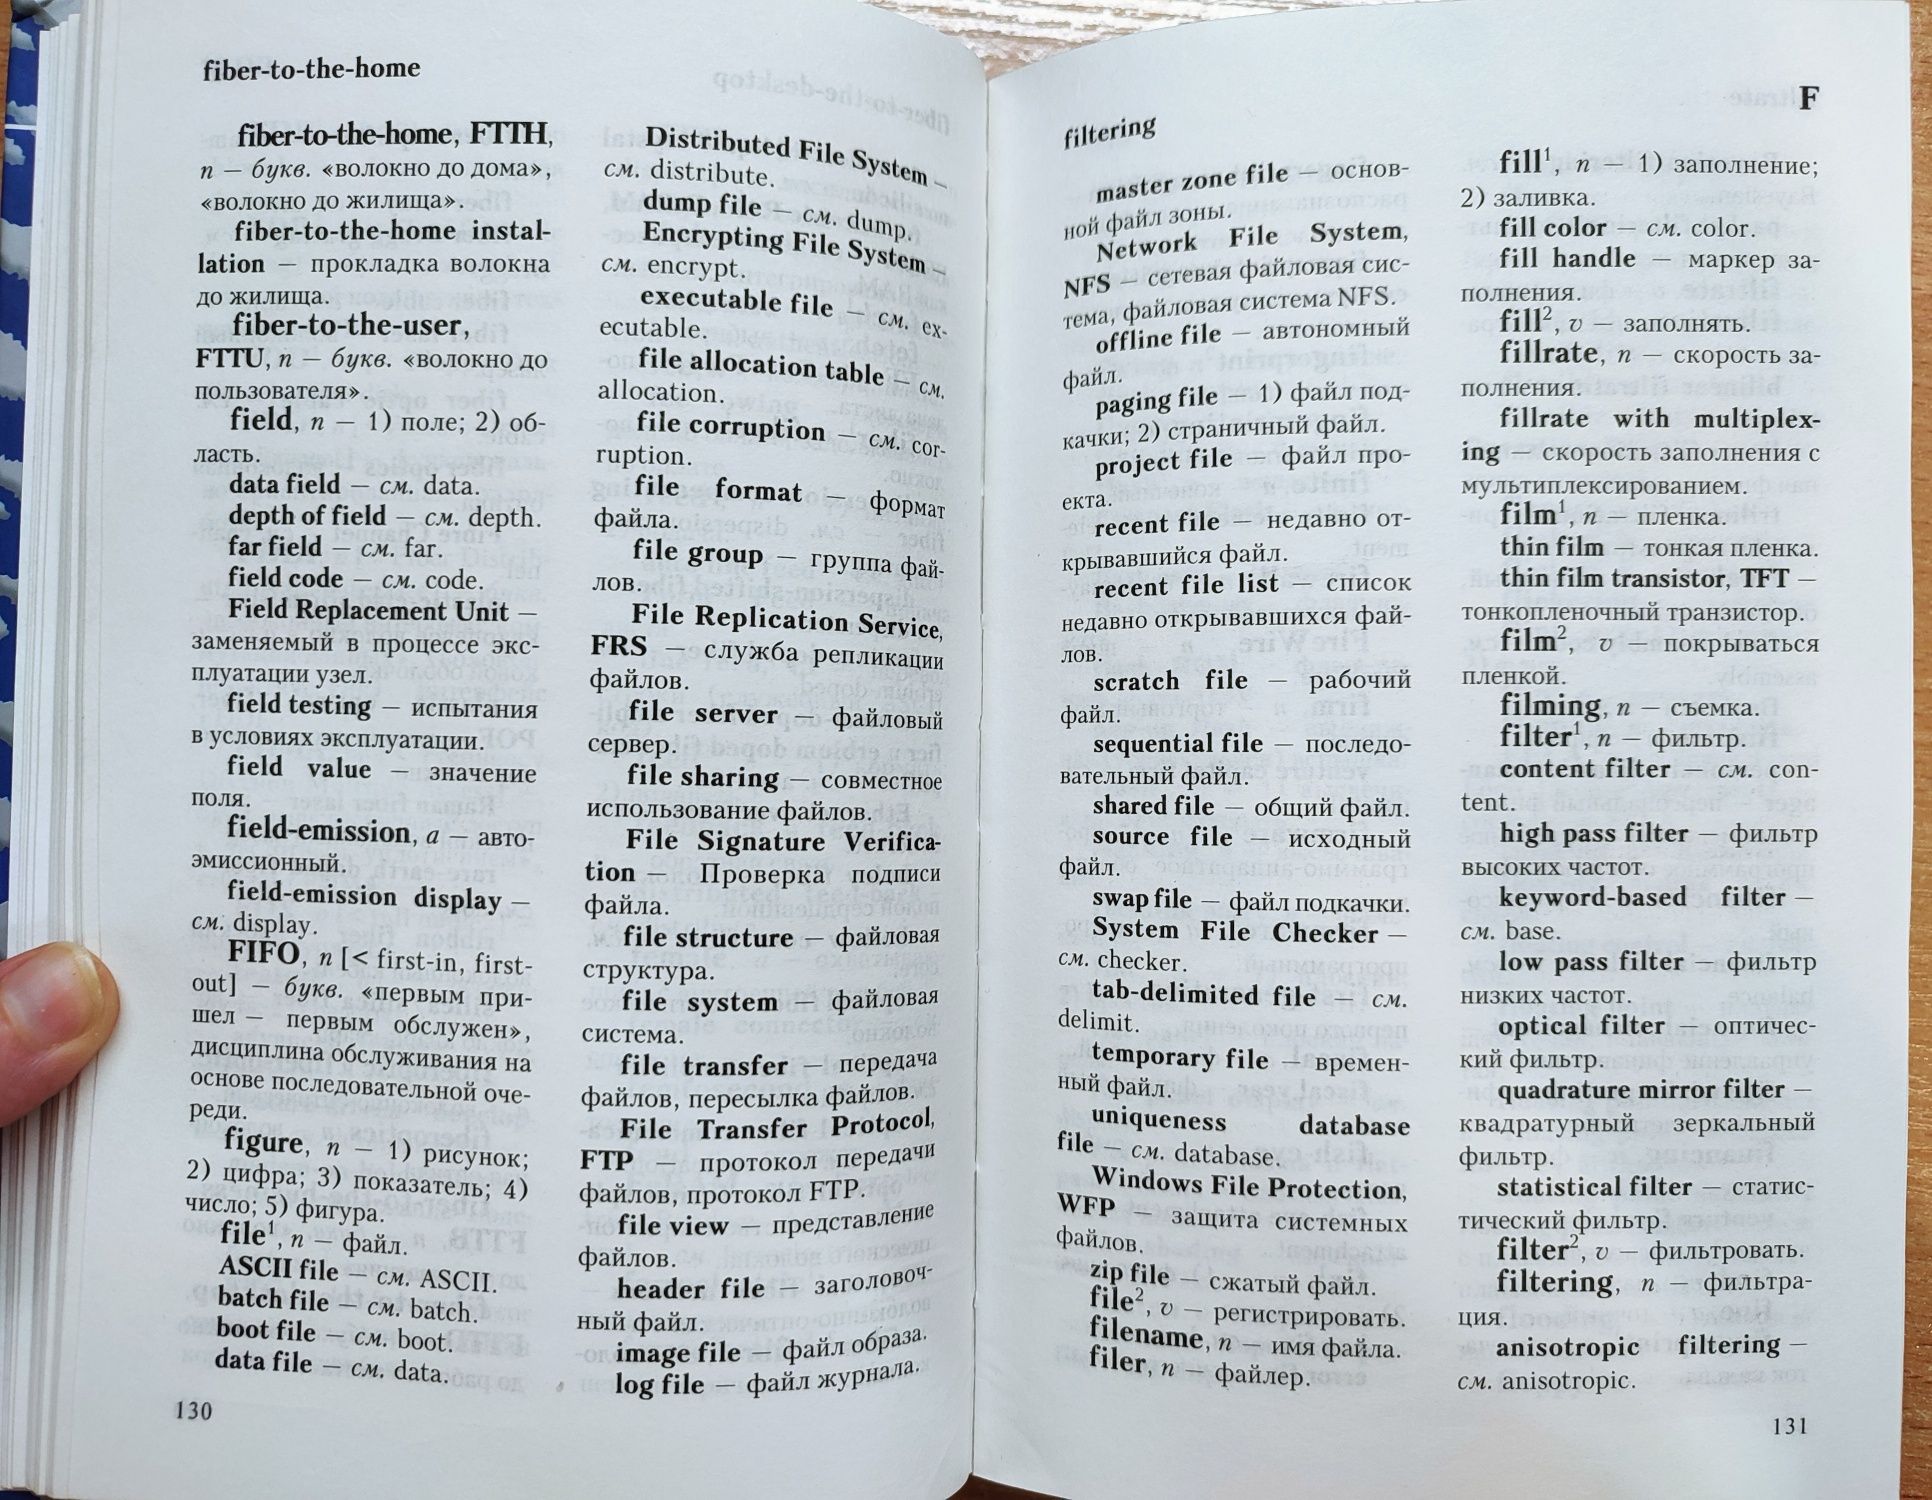 fiber-to-the-home
fiber-to-the-home, FTTH,
n — букв. «волокно до дома»,
«волокно до жилища».
fiber-to-the-home instal-
lation — прокладка волокна
до жилища.
fiber-to-the-user,
FTTU, n — букв. «волокно до
пользователя».
field, n — 1) поле; 2) об-
ласть.
data field — см. data.
depth of field — см. depth.
far field — см. far.
field code — см. code.
Field Replacement Unit —
заменяемый в процессе экс-
плуатации узел.
field testing — испытания
в условиях эксплуатации.
field value — значение
поля.
field-emission, a — авто-
эмиссионный.
field-emission display —
см. display.
FIFO, n [< first-in, first-
out] — букв. «первым при-
шел — первым обслужен»,
дисциплина обслуживания на
основе последовательной оче-
реди.
figure, n — 1) рисунок;
2) цифра; 3) показатель; 4)
число; 5) фигура.
file¹, n — файл.
ASCII file — см. ASCII.
batch file — см. batch.
boot file — см. boot.
data file — см. data.
130
Distributed File System —
см. distribute.
dump file — см. dump.
Encrypting File System —
см. encrypt.
executable file — см. ex-
ecutable.
file allocation table — см.
allocation.
file corruption — см. cor-
ruption.
file format — формат
файла.
file group — группа фай-
лов.
File Replication Service,
FRS — служба репликации
файлов.
file server — файловый
сервер.
file sharing — совместное
использование файлов.
File Signature Verifica-
tion — Проверка подписи
файла.
file structure — файловая
структура.
file system — файловая
система.
file transfer — передача
файлов, пересылка файлов.
File Transfer Protocol,
FTP — протокол передачи
файлов, протокол FTP.
file view — представление
файлов.
header file — заголовоч-
ный файл.
image file — файл образа.
log file — файл журнала.
filtering
F
master zone file — основ-
ной файл зоны.
Network File System,
NFS — сетевая файловая сис-
тема, файловая система NFS.
offline file — автономный
файл.
paging file — 1) файл под-
качки; 2) страничный файл.
project file — файл про-
екта.
recent file — недавно от-
крывавшийся файл.
recent file list — список
недавно открывавшихся фай-
лов.
scratch file — рабочий
файл.
sequential file — последо-
вательный файл.
shared file — общий файл.
source file — исходный
файл.
swap file — файл подкачки.
System File Checker —
см. checker.
tab-delimited file — см.
delimit.
temporary file — времен-
ный файл.
uniqueness database
file — см. database.
Windows File Protection,
WFP — защита системных
файлов.
zip file — сжатый файл.
file², v — регистрировать.
filename, n — имя файла.
filer, n — файлер.
fill¹, n — 1) заполнение;
2) заливка.
fill color — см. color.
fill handle — маркер за-
полнения.
fill², v — заполнять.
fillrate, n — скорость за-
полнения.
fillrate with multiplex-
ing — скорость заполнения с
мультиплексированием.
film¹, n — пленка.
thin film — тонкая пленка.
thin film transistor, TFT —
тонкопленочный транзистор.
film², v — покрываться
пленкой.
filming, n — съемка.
filter¹, n — фильтр.
content filter — см. con-
tent.
high pass filter — фильтр
высоких частот.
keyword-based filter —
см. base.
low pass filter — фильтр
низких частот.
optical filter — оптичес-
кий фильтр.
quadrature mirror filter —
квадратурный зеркальный
фильтр.
statistical filter — статис-
тический фильтр.
filter², v — фильтровать.
filtering, n — фильтра-
ция.
anisotropic filtering —
см. anisotropic.
131